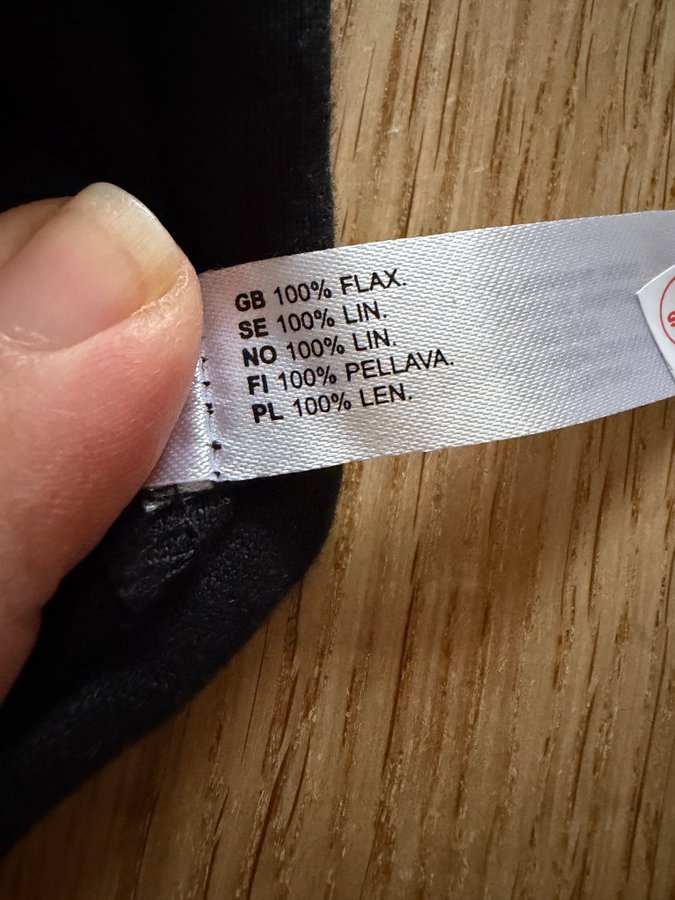 GB 100% FLAX.
SE 100% LIN.
NO 100% LIN.
FI 100% PELLAVA.
PL 100% LEN.